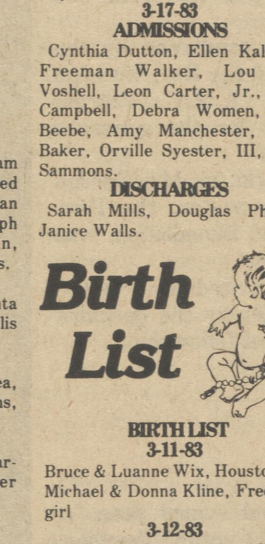 3-17-83
ADMISSIONS
Cynthia Dutton, Ellen
Freeman Walker, Lou
Voshell, Leon Carter, Jr.,
Campbell, Debra Women,
Beebe, Amy Manchester,
Baker, Orville Syester, III,
Sammons.
DISCHARGES
Sarah Mills, Douglas
Janice Walls.
Birth
List
BIRTH LIST
3-11-83
Bruce & Luanne Wix,
Michael & Donna Kline,
girl
3-12-83